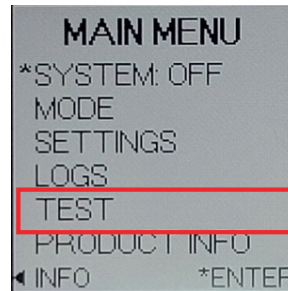 MAIN MENU
*SYSTEM: OFF
MODE
SETTINGS
LOGS
TEST
PRODUCT INFO
◄ INFO *ENTER